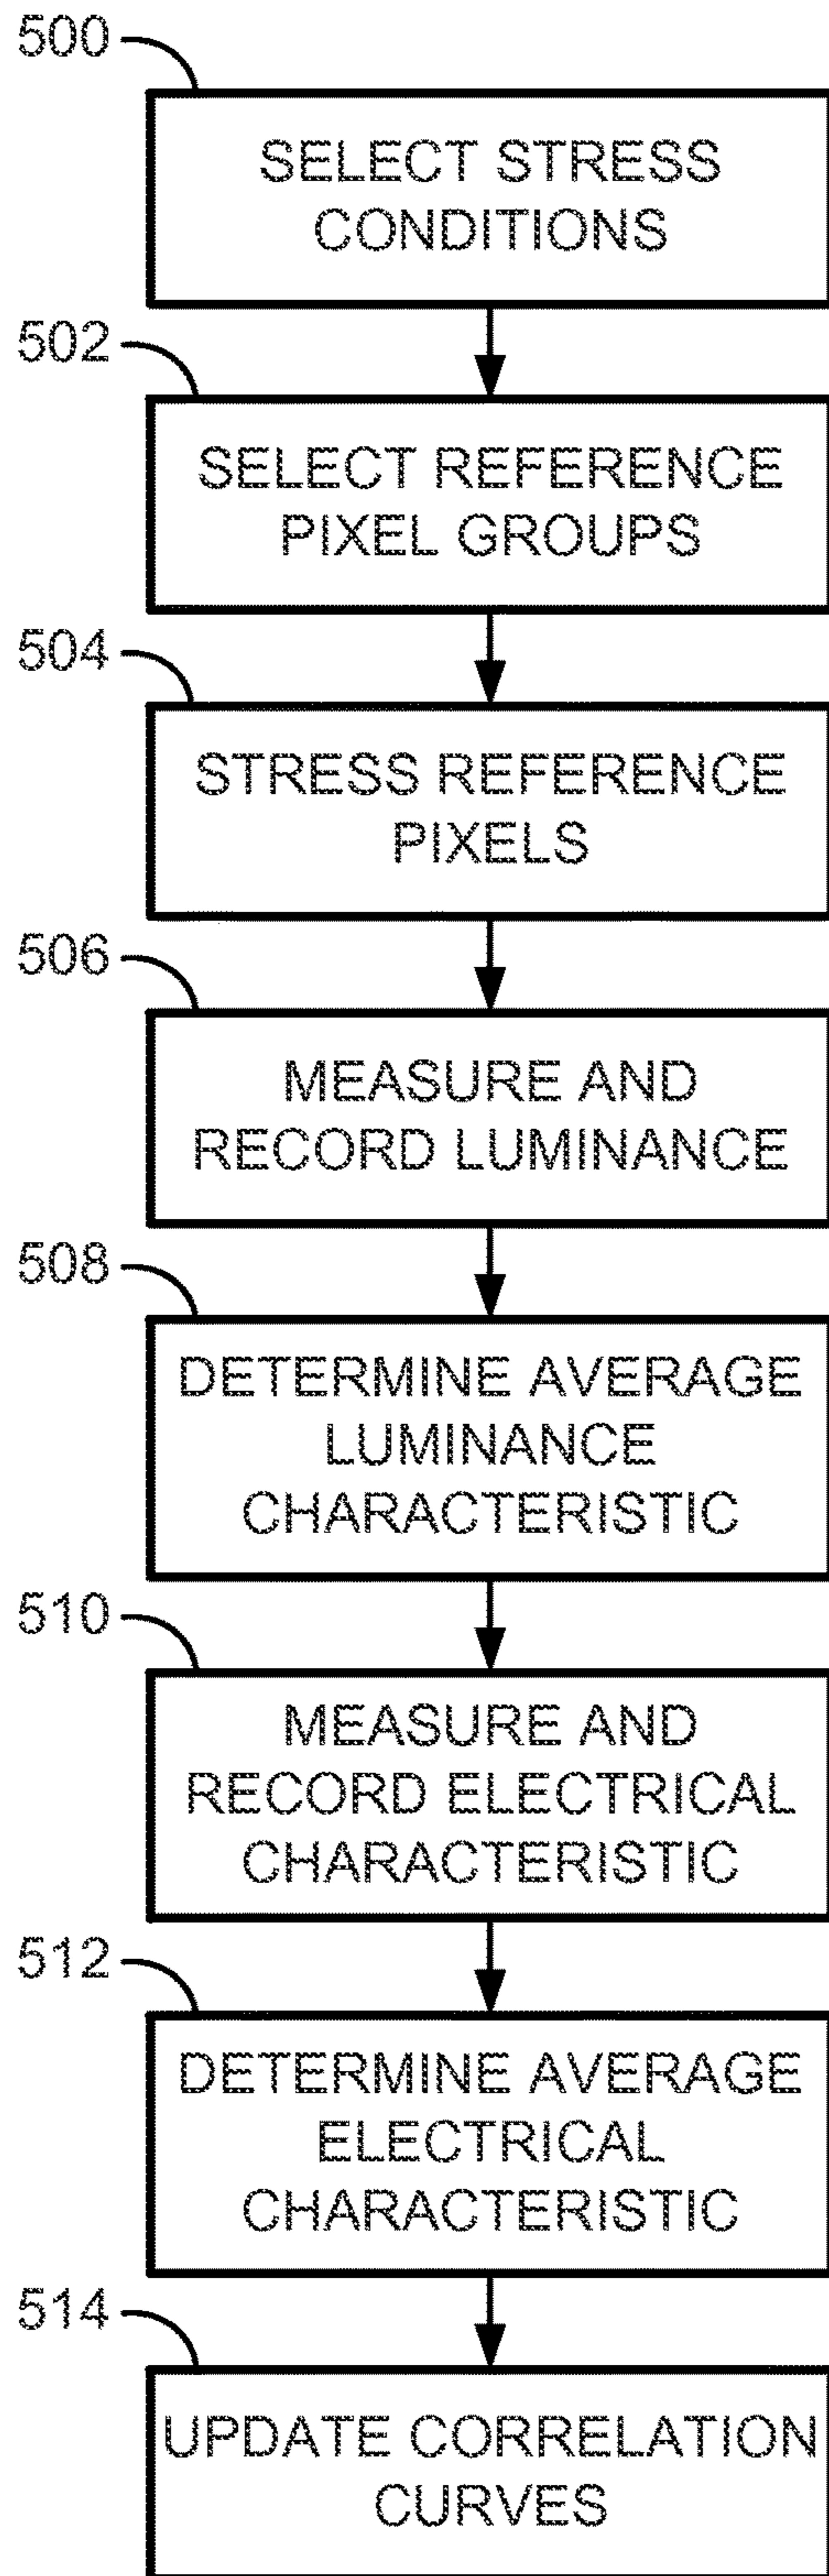 500
SELECT STRESS
CONDITIONS
502
SELECT REFERENCE
PIXEL GROUPS
504
STRESS REFERENCE
PIXELS
506
MEASURE AND
RECORD LUMINANCE
508
DETERMINE AVERAGE
LUMINANCE
CHARACTERISTIC
510
MEASURE AND
RECORD ELECTRICAL
CHARACTERISTIC
512
DETERMINE AVERAGE
ELECTRICAL
CHARACTERISTIC
514
UPDATE CORRELATION
CURVES